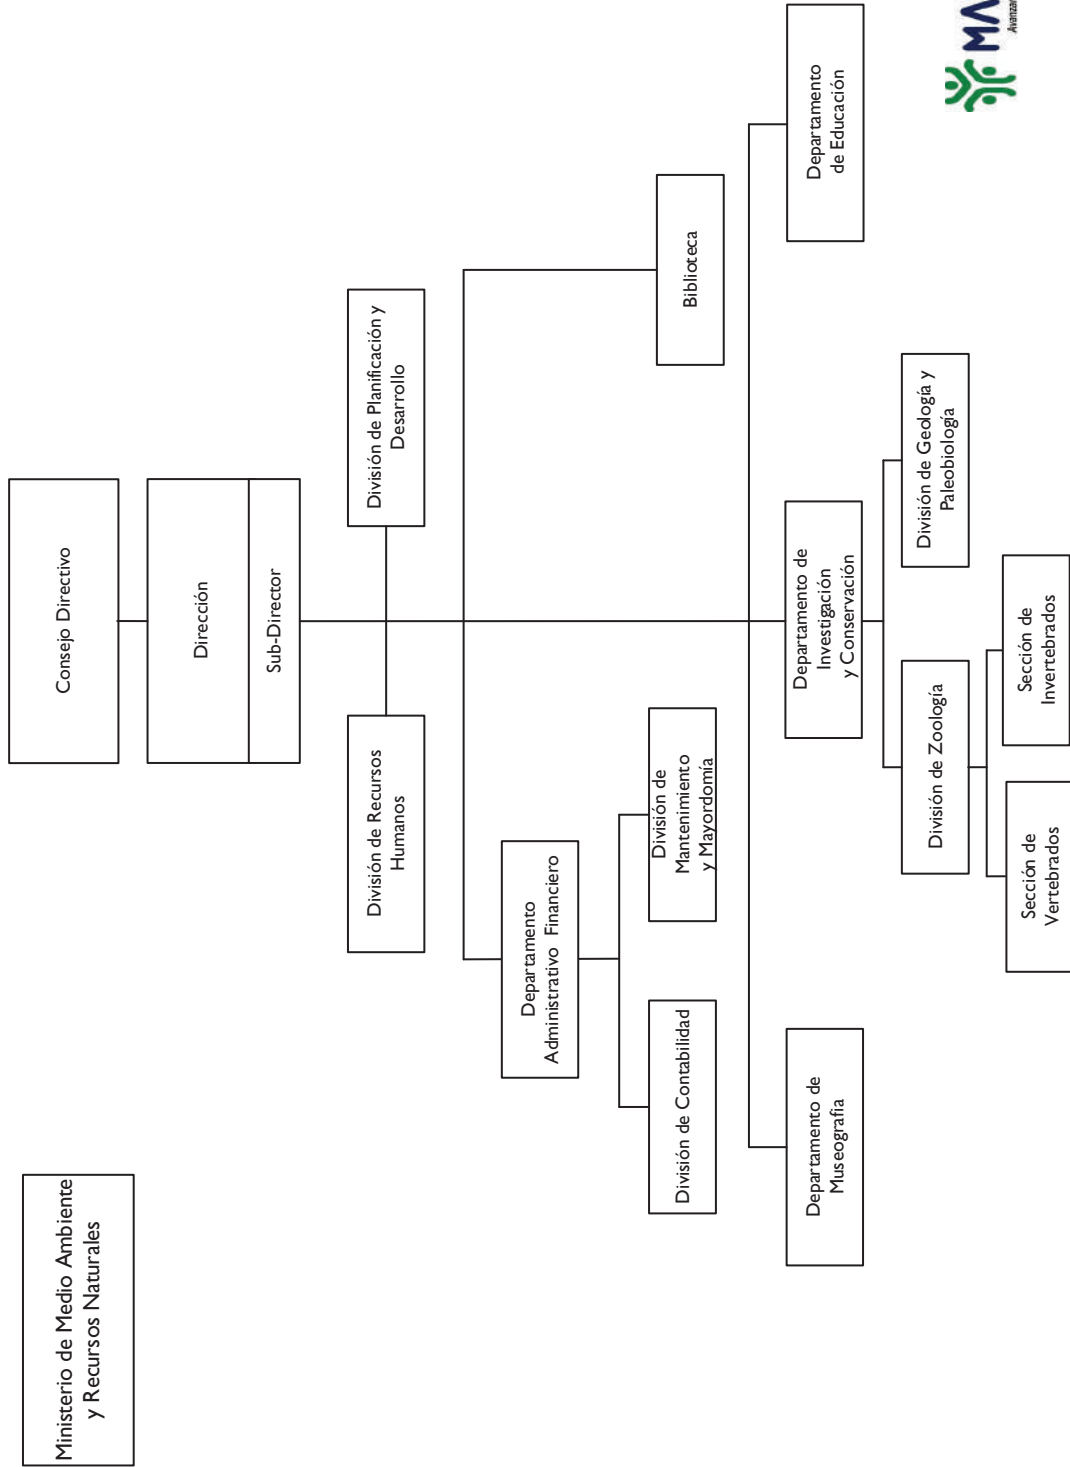 Ministerio de Medio Ambiente
y Recursos Naturales
Consejo Directivo
Dirección
Sub-Director
División de Recursos
Humanos
División de Planificación y
Desarrollo
Departamento
Administrativo Financiero
División de Contabilidad
División de
Mantenimiento
y Mayordomía
Biblioteca
Departamento de
Museografia
Departamento de
Investigación
y Conservación
Departamento
de Educación
División de Zoología
División de Geología y
Paleobiología
Sección de
Vertebrados
Sección de
Invertebrados